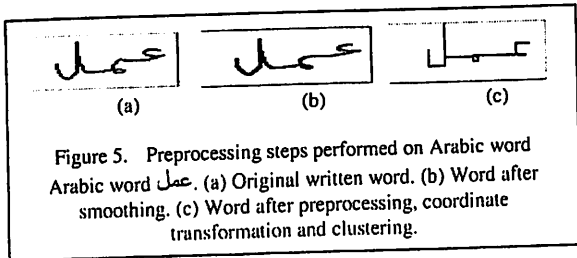 عمل عمل عمل
(a) (b) (c)
Figure 5. Preprocessing steps performed on Arabic word
Arabic word عمل. (a) Original written word. (b) Word after
smoothing. (c) Word after preprocessing, coordinate
transformation and clustering.